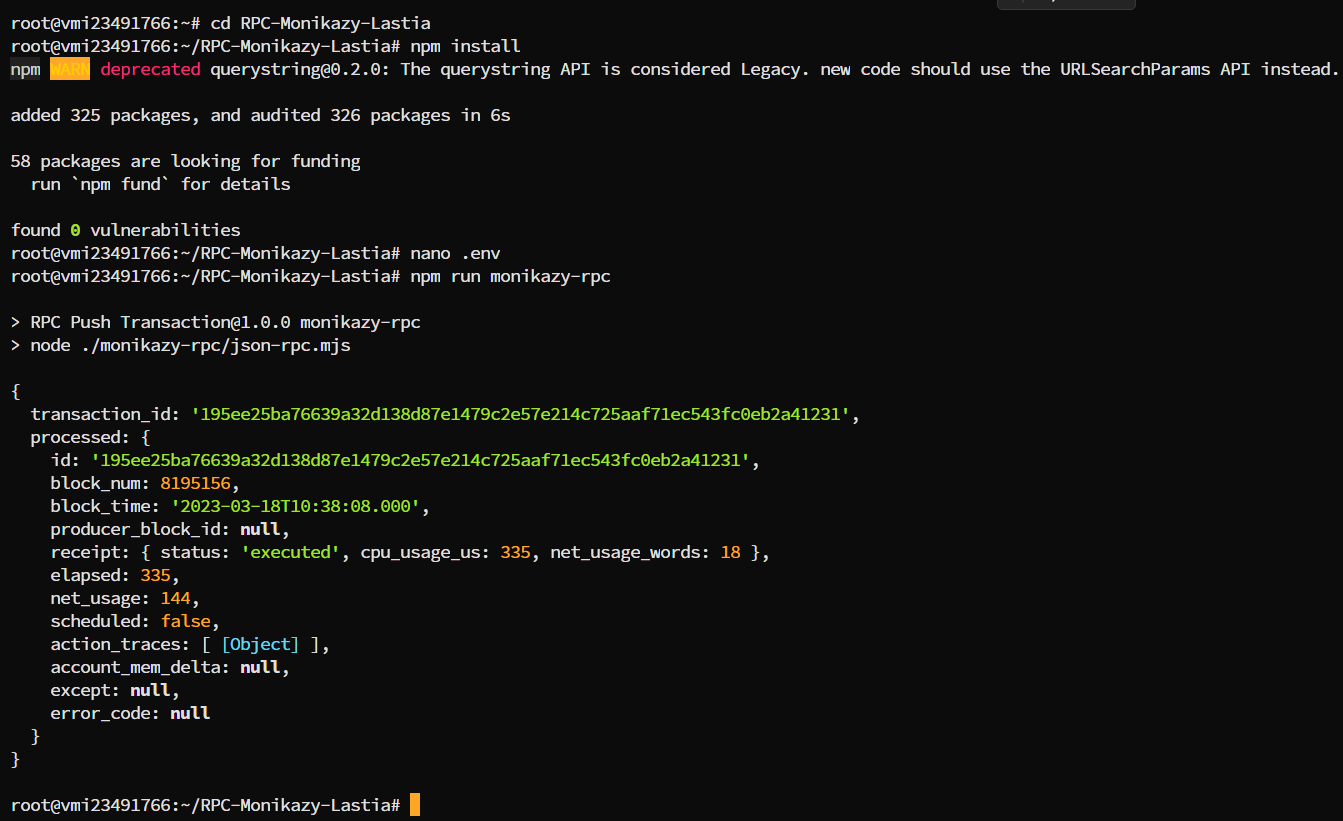 root@vmi23491766:~# cd RPC-Monikazy-Lastia
root@vmi23491766:~/RPC-Monikazy-Lastia# npm install
npm WARN deprecated querystring@0.2.0: The querystring API is considered Legacy. new code should use the URLSearchParams API instead.
added 325 packages, and audited 326 packages in 6s
58 packages are looking for funding
  run `npm fund` for details
found 0 vulnerabilities
root@vmi23491766:~/RPC-Monikazy-Lastia# nano .env
root@vmi23491766:~/RPC-Monikazy-Lastia# npm run monikazy-rpc
> RPC Push Transaction@1.0.0 monikazy-rpc
> node ./monikazy-rpc/json-rpc.mjs
{
  transaction_id: '195ee25ba76639a32d138d87e1479c2e57e214c725aaf71ec543fc0eb2a41231',
  processed: {
    id: '195ee25ba76639a32d138d87e1479c2e57e214c725aaf71ec543fc0eb2a41231',
    block_num: 8195156,
    block_time: '2023-03-18T10:38:08.000',
    producer_block_id: null,
    receipt: { status: 'executed', cpu_usage_us: 335, net_usage_words: 18 },
    elapsed: 335,
    net_usage: 144,
    scheduled: false,
    action_traces: [ [Object] ],
    account_mem_delta: null,
    except: null,
    error_code: null
  }
}
root@vmi23491766:~/RPC-Monikazy-Lastia#